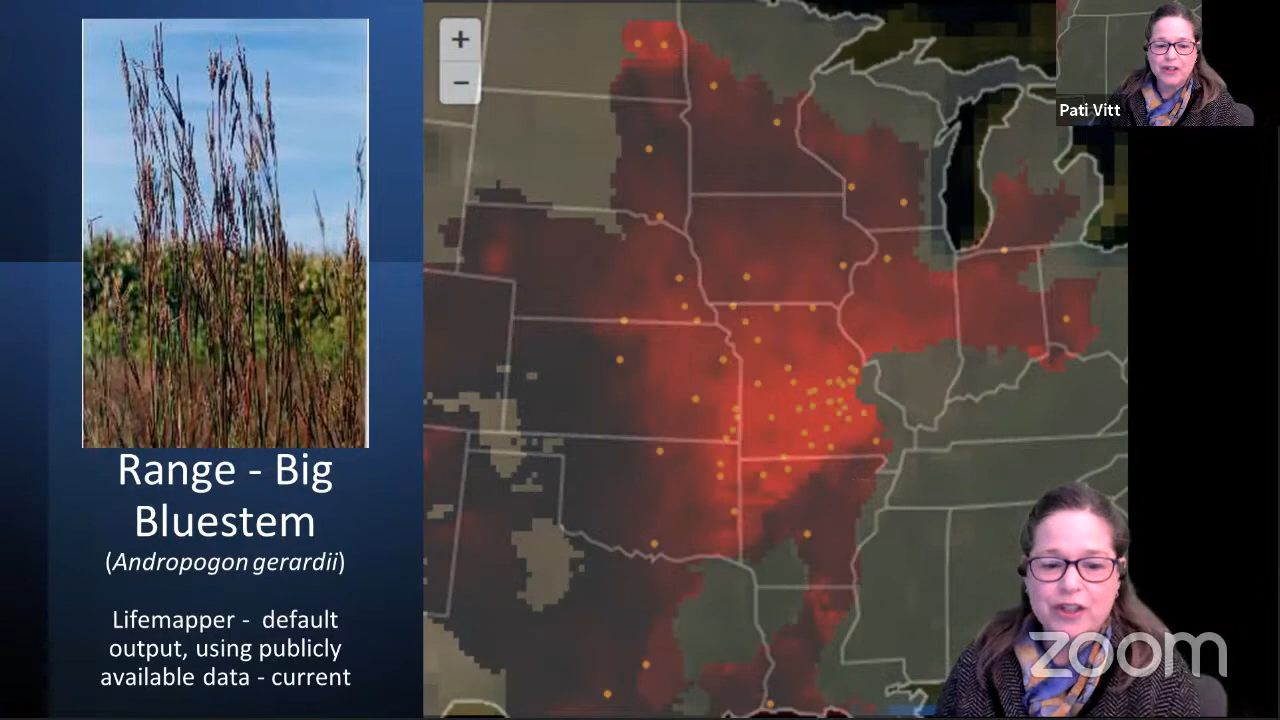 Range - Big
Bluestem
(Andropogon gerardii)
Lifemapper - default
output, using publicly
available data - current
+
−
Pati Vitt
zoom